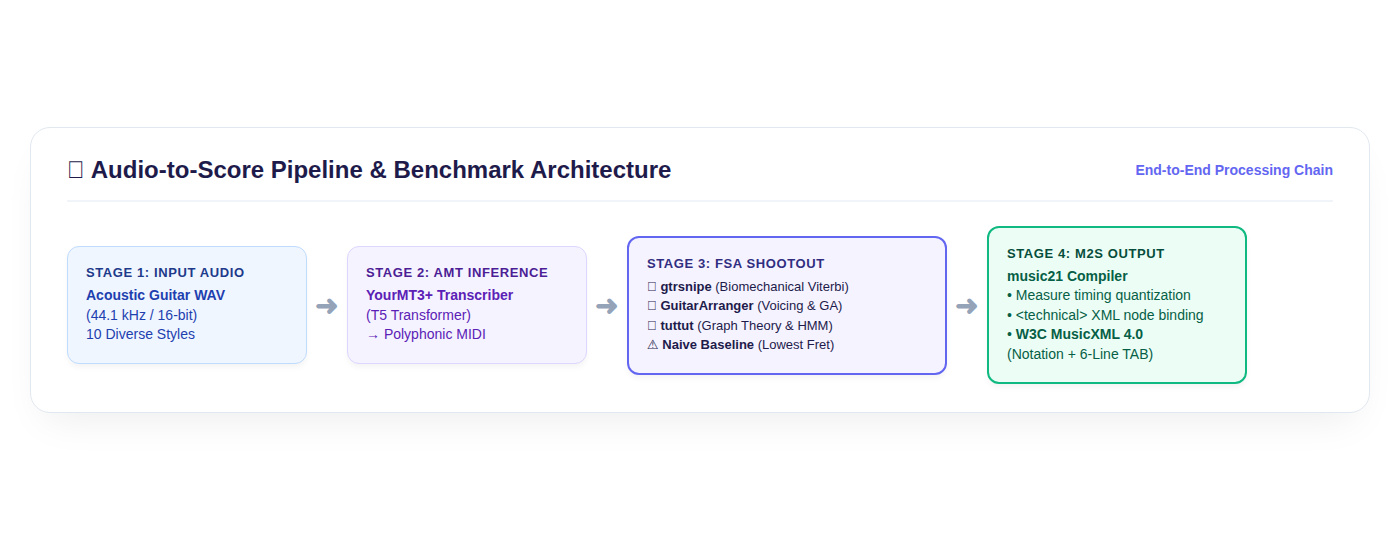 Audio-to-Score Pipeline & Benchmark Architecture
End-to-End Processing Chain
STAGE 1: INPUT AUDIO
Acoustic Guitar WAV
(44.1 kHz / 16-bit)
10 Diverse Styles
➜
STAGE 2: AMT INFERENCE
YourMT3+ Transcriber
(T5 Transformer)
→ Polyphonic MIDI
➜
STAGE 3: FSA SHOOTOUT
gtrsnipe (Biomechanical Viterbi)
GuitarArranger (Voicing & GA)
tuttut (Graph Theory & HMM)
⚠ Naive Baseline (Lowest Fret)
➜
STAGE 4: M2S OUTPUT
music21 Compiler
• Measure timing quantization
• <technical> XML node binding
• W3C MusicXML 4.0
(Notation + 6-Line TAB)